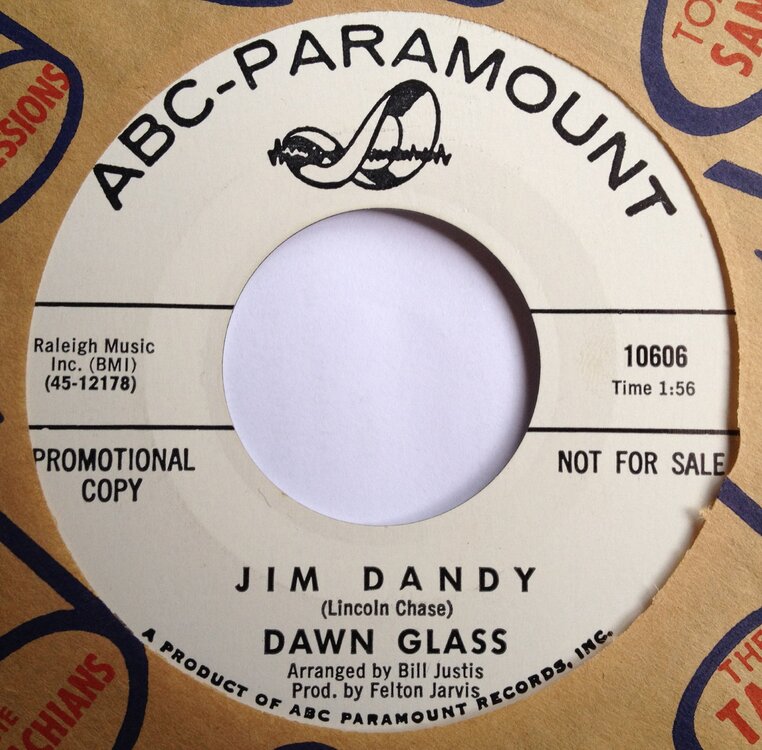 ABC-PARAMOUNT
Raleigh Music
Inc. (BMI)
(45-12178)
10606
Time 1:56
PROMOTIONAL
COPY
NOT FOR SALE
JIM DANDY
(Lincoln Chase)
DAWN GLASS
Arranged by Bill Justis
Prod. by Felton Jarvis
A PRODUCT OF ABC PARAMOUNT RECORDS, INC.
THE